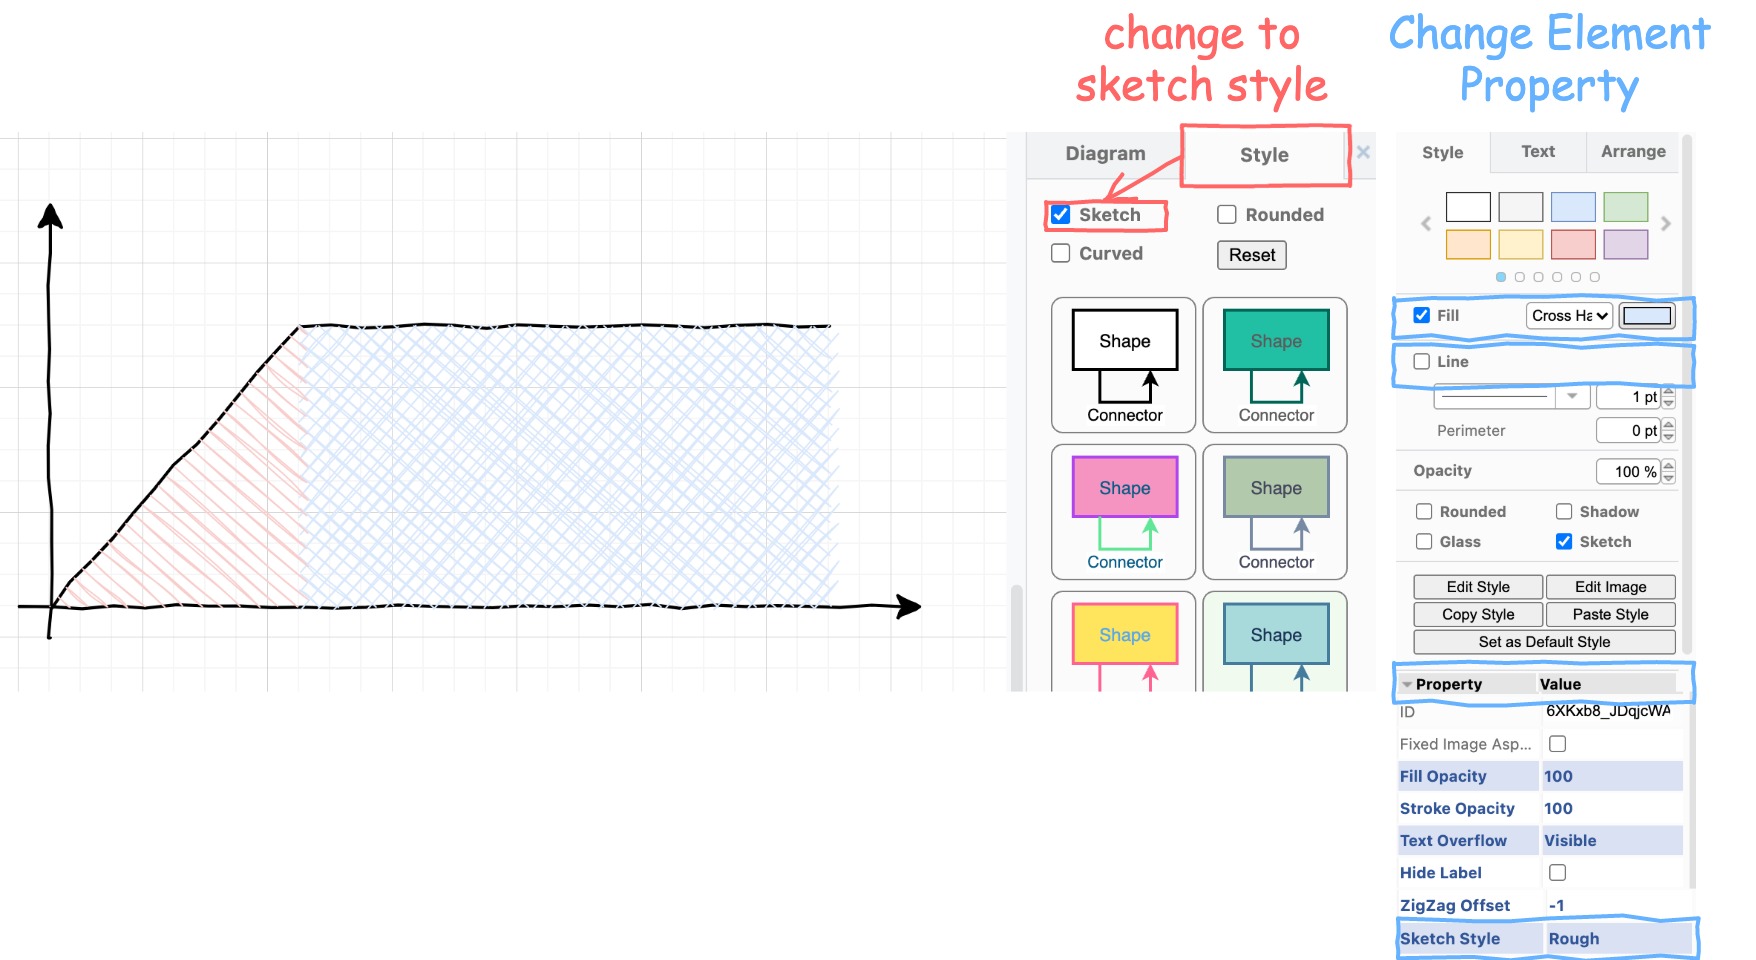 change to
sketch style
Change Element
Property
Diagram
Style
Sketch
Rounded
Curved
Reset
Shape
Connector
Shape
Connector
Shape
Connector
Shape
Connector
Shape
Shape
Style
Text
Arrange
Fill
Cross Ha
Line
1 pt
Perimeter
0 pt
Opacity
100 %
Rounded
Shadow
Glass
Sketch
Edit Style
Edit Image
Copy Style
Paste Style
Set as Default Style
Property
Value
ID
6XKxb8_JDqjcWA
Fixed Image Asp...
Fill Opacity
100
Stroke Opacity
100
Text Overflow
Visible
Hide Label
ZigZag Offset
-1
Sketch Style
Rough